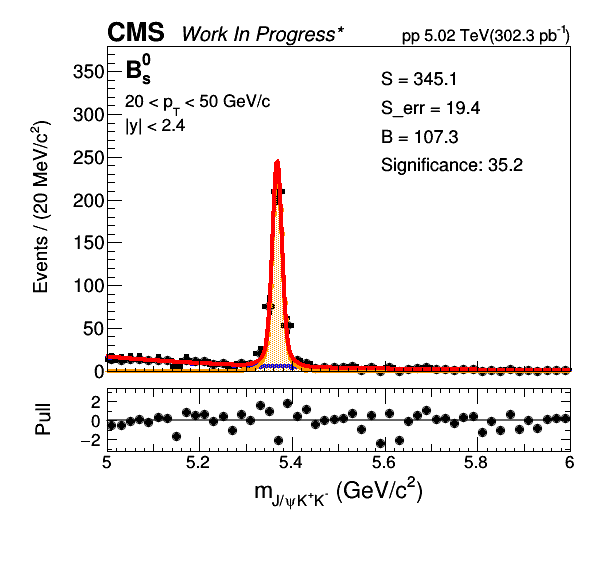 CMS Work In Progress* pp 5.02 TeV(302.3 pb⁻¹)
B⁰ₛ
20 < p_T < 50 GeV/c
|y| < 2.4
S = 345.1
S_err = 19.4
B = 107.3
Significance: 35.2
Events / (20 MeV/c²)
350
300
250
200
150
100
50
0
Pull
2
0
−2
5 5.2 5.4 5.6 5.8 6
m_J/ψK⁺K⁻ (GeV/c²)